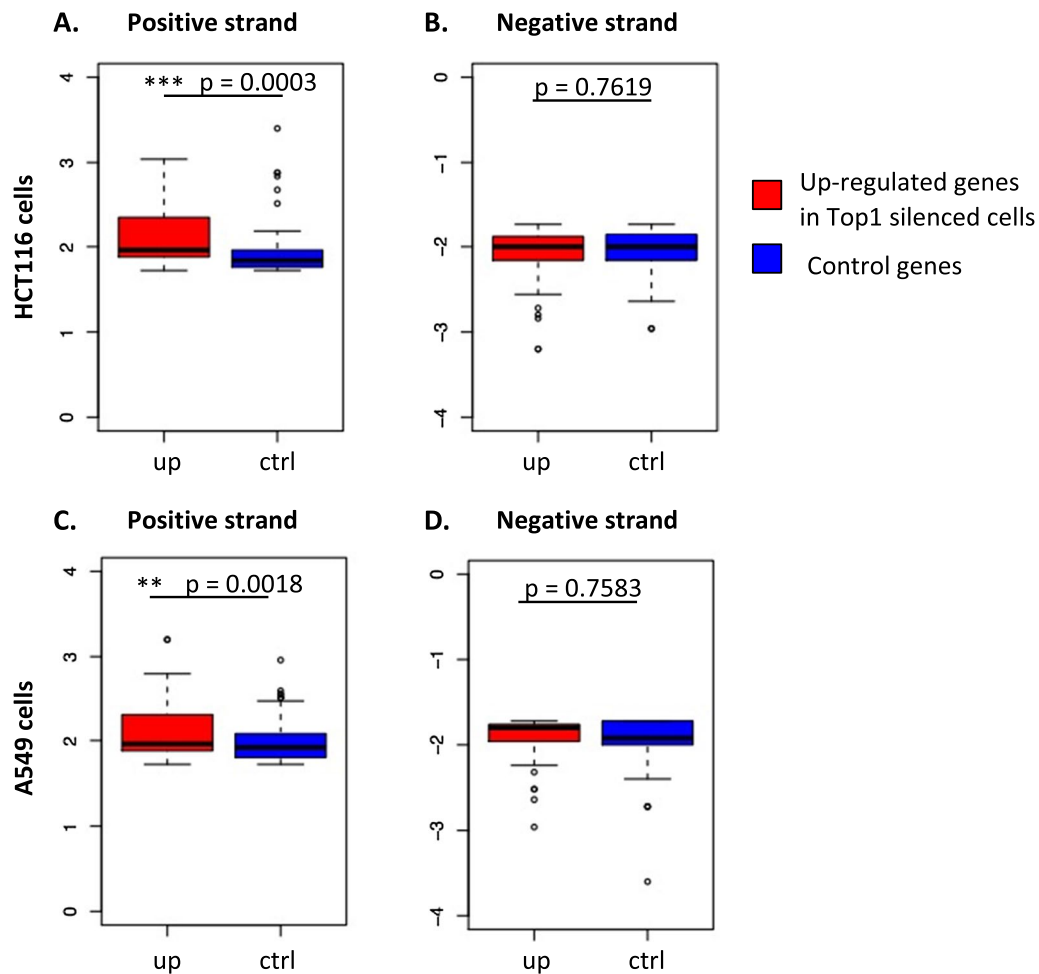 A. Positive strand
B. Negative strand
*** p = 0.0003
p = 0.7619
4
3
2
1
0
0
−1
−2
−3
−4
HCT116 cells
up ctrl
up ctrl
Up-regulated genes
in Top1 silenced cells
Control genes
C. Positive strand
D. Negative strand
** p = 0.0018
p = 0.7583
4
3
2
1
0
0
−1
−2
−3
−4
A549 cells
up ctrl
up ctrl